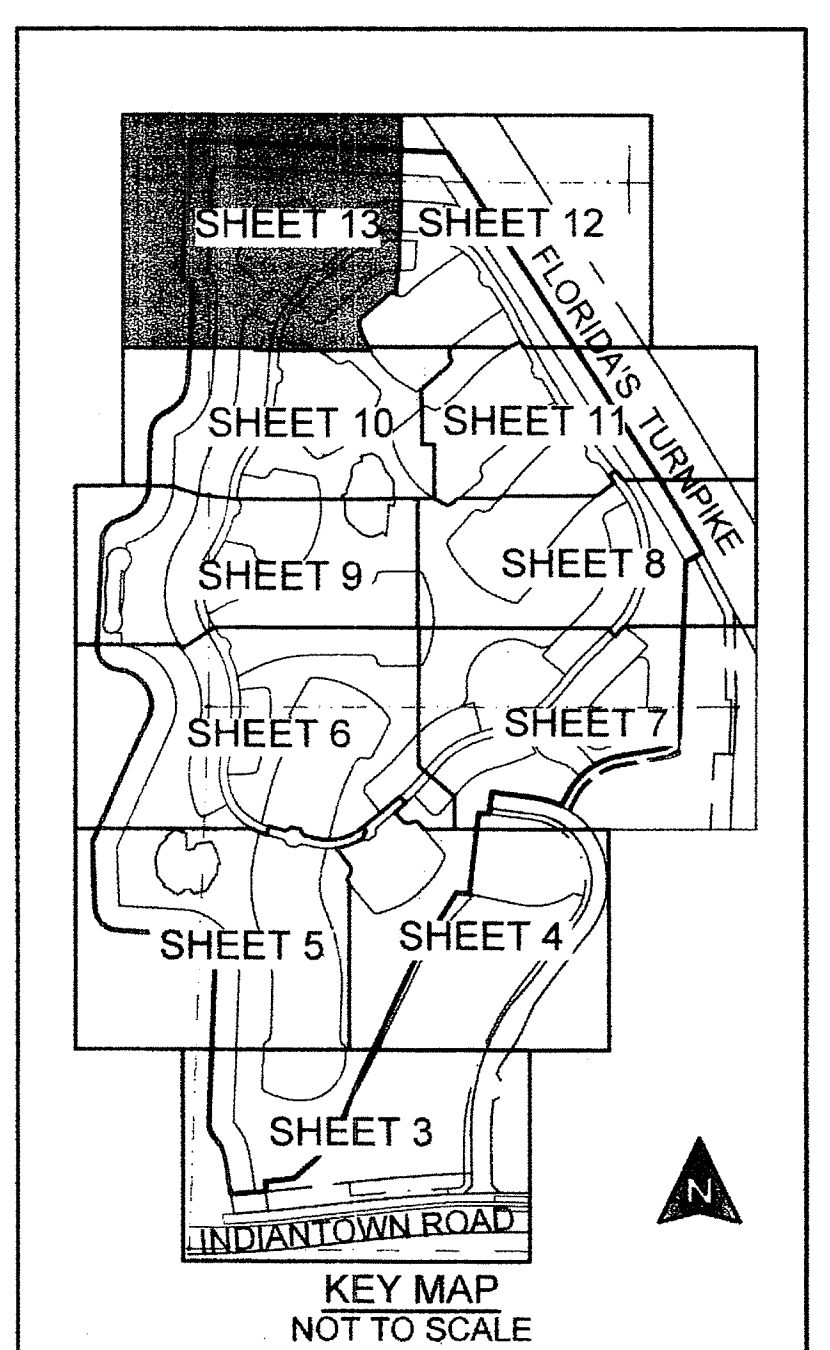 SHEET 13
SHEET 12
FLORIDA'S TURNPIKE
SHEET 10
SHEET 11
SHEET 9
SHEET 8
SHEET 6
SHEET 7
SHEET 5
SHEET 4
SHEET 3
N
INDIANTOWN ROAD
KEY MAP
NOT TO SCALE